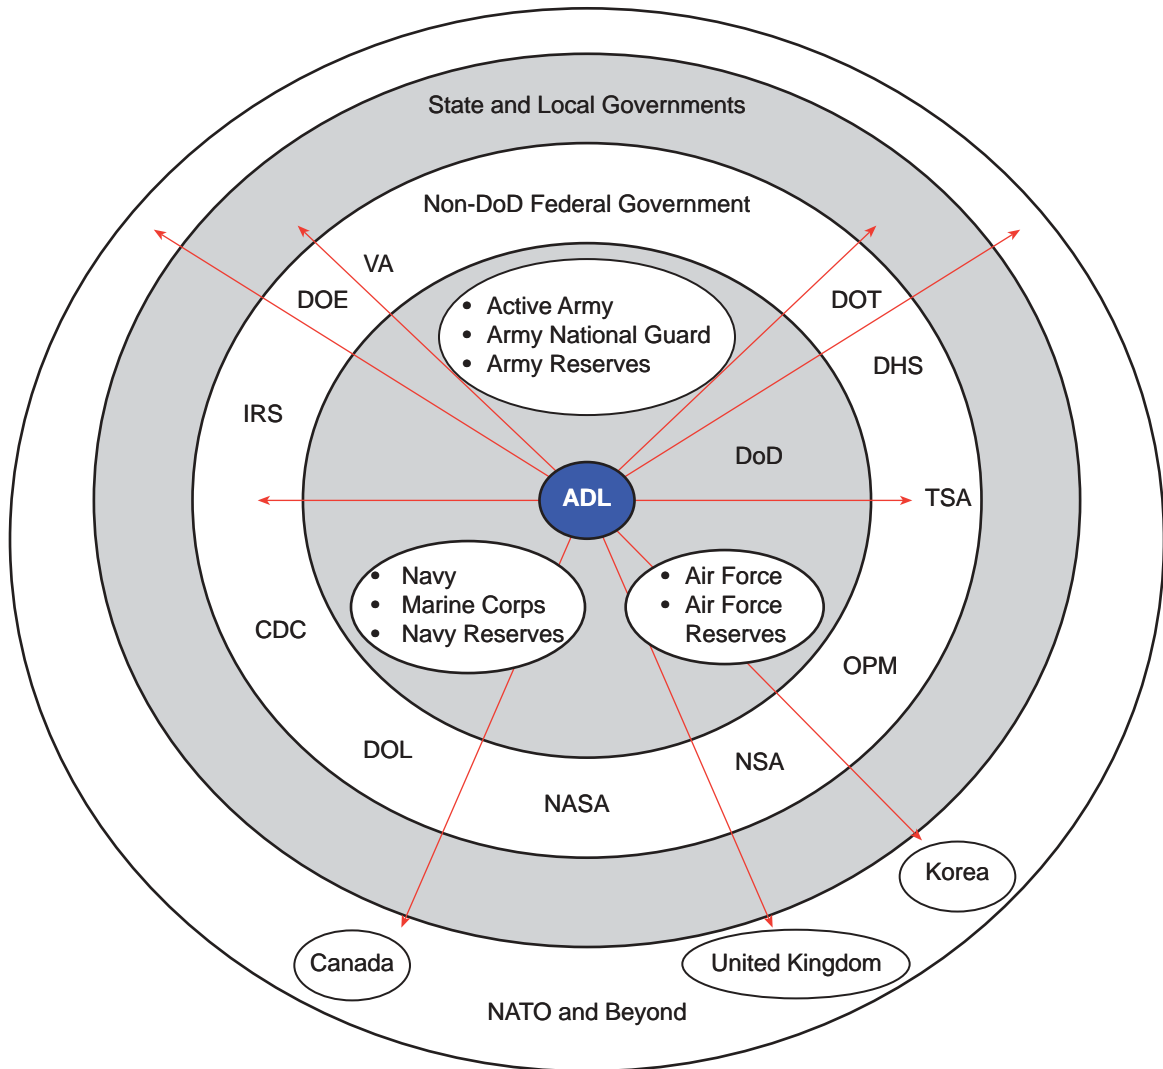 State and Local Governments
Non-DoD Federal Government
VA
DOE
DOT
• Active Army
• Army National Guard
• Army Reserves
DHS
IRS
DoD
ADL
TSA
• Navy
• Marine Corps
• Navy Reserves
• Air Force
• Air Force
Reserves
CDC
OPM
DOL
NSA
NASA
Korea
Canada
United Kingdom
NATO and Beyond